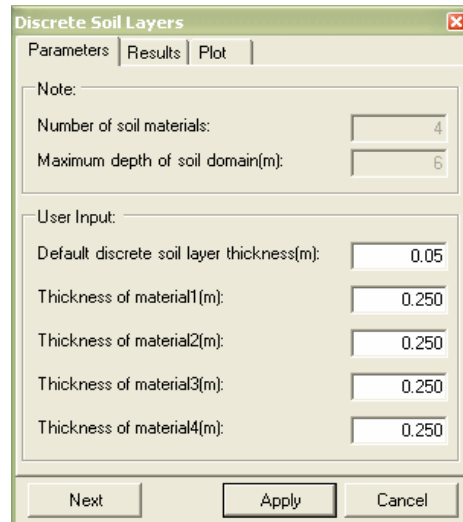 Discrete Soil Layers
Parameters Results Plot
Note:
Number of soil materials: 4
Maximum depth of soil domain(m): 6
User Input:
Default discrete soil layer thickness(m): 0.05
Thickness of material1(m): 0.250
Thickness of material2(m): 0.250
Thickness of material3(m): 0.250
Thickness of material4(m): 0.250
Next Apply Cancel